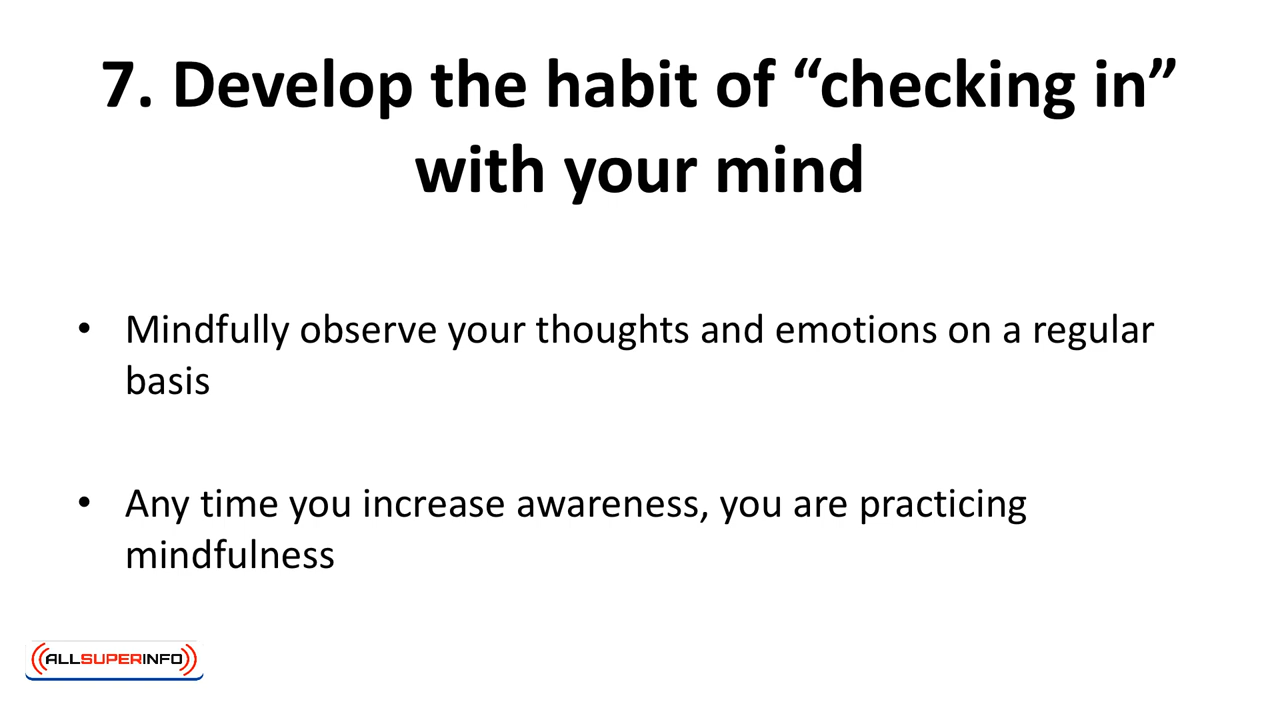 7. Develop the habit of “checking in”
with your mind
• Mindfully observe your thoughts and emotions on a regular
basis
• Any time you increase awareness, you are practicing
mindfulness
ALLSUPERINFO